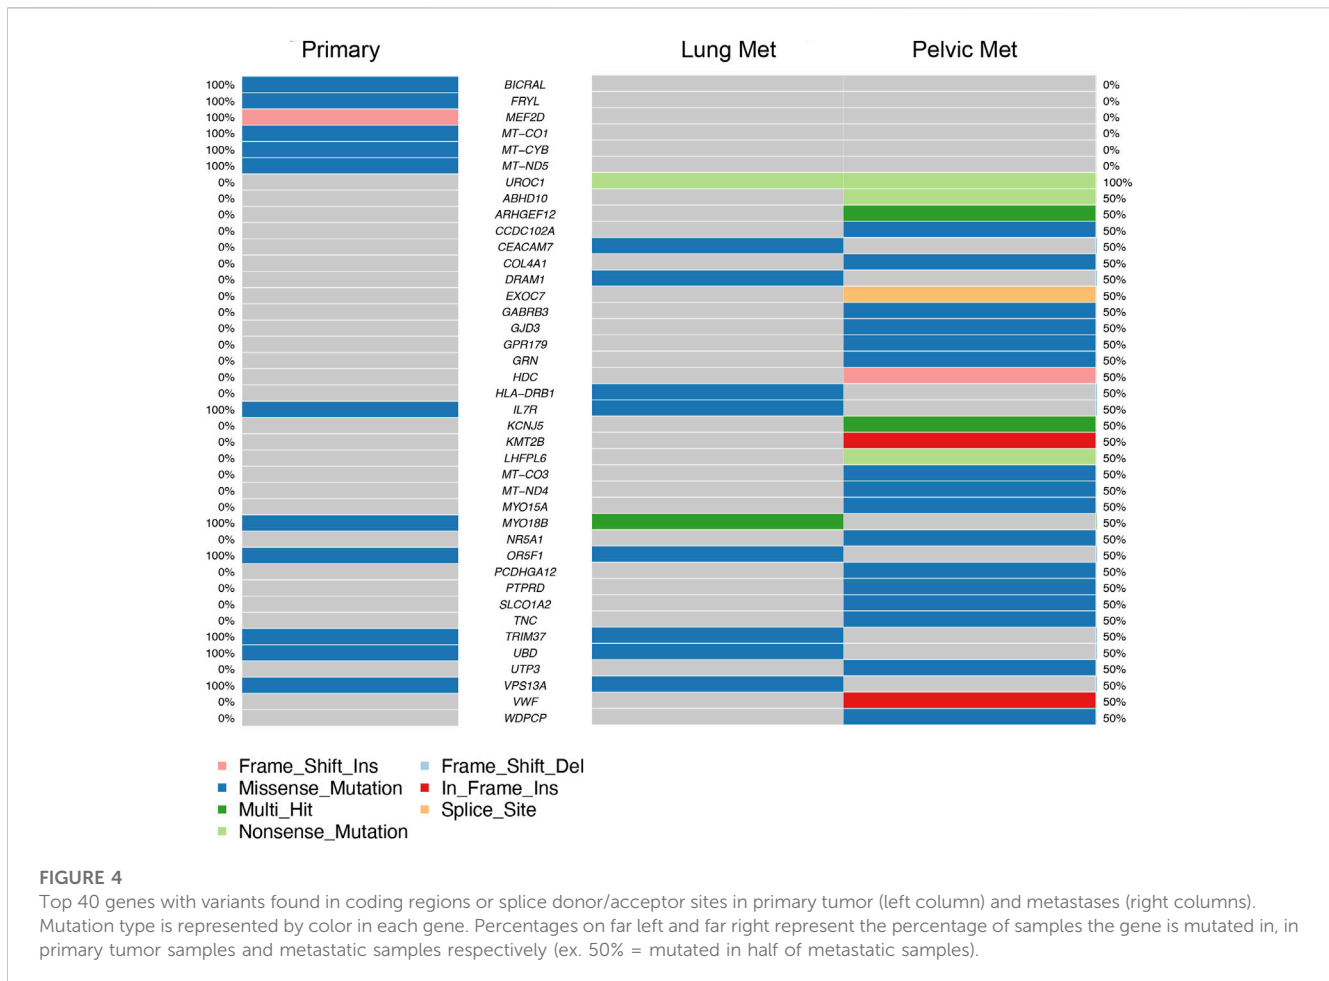 Primary Lung Met Pelvic Met
100% BICRAL 0%
100% FRYL 0%
100% MEF2D 0%
100% MT-CO1 0%
100% MT-CYB 0%
100% MT-ND5 0%
0% UROC1 100%
0% ABHD10 50%
0% ARHGEF12 50%
0% CCDC102A 50%
0% CEACAM7 50%
0% COL4A1 50%
0% DRAM1 50%
0% EXOC7 50%
0% GABRB3 50%
0% GJD3 50%
0% GPR179 50%
0% GRN 50%
0% HDC 50%
0% HLA-DRB1 50%
100% IL7R 50%
0% KCNJ5 50%
0% KMT2B 50%
0% LHFPL6 50%
0% MT-CO3 50%
0% MT-ND4 50%
0% MYO15A 50%
100% MYO18B 50%
0% NR5A1 50%
100% OR5F1 50%
0% PCDHGA12 50%
0% PTPRD 50%
0% SLCO1A2 50%
0% TNC 50%
100% TRIM37 50%
100% UBD 50%
0% UTP3 50%
100% VPS13A 50%
0% VWF 50%
0% WDPCP 50%
Frame_Shift_Ins Frame_Shift_Del
Missense_Mutation In_Frame_Ins
Multi_Hit Splice_Site
Nonsense_Mutation
FIGURE 4
Top 40 genes with variants found in coding regions or splice donor/acceptor sites in primary tumor (left column) and metastases (right columns).
Mutation type is represented by color in each gene. Percentages on far left and far right represent the percentage of samples the gene is mutated in, in
primary tumor samples and metastatic samples respectively (ex. 50% = mutated in half of metastatic samples).